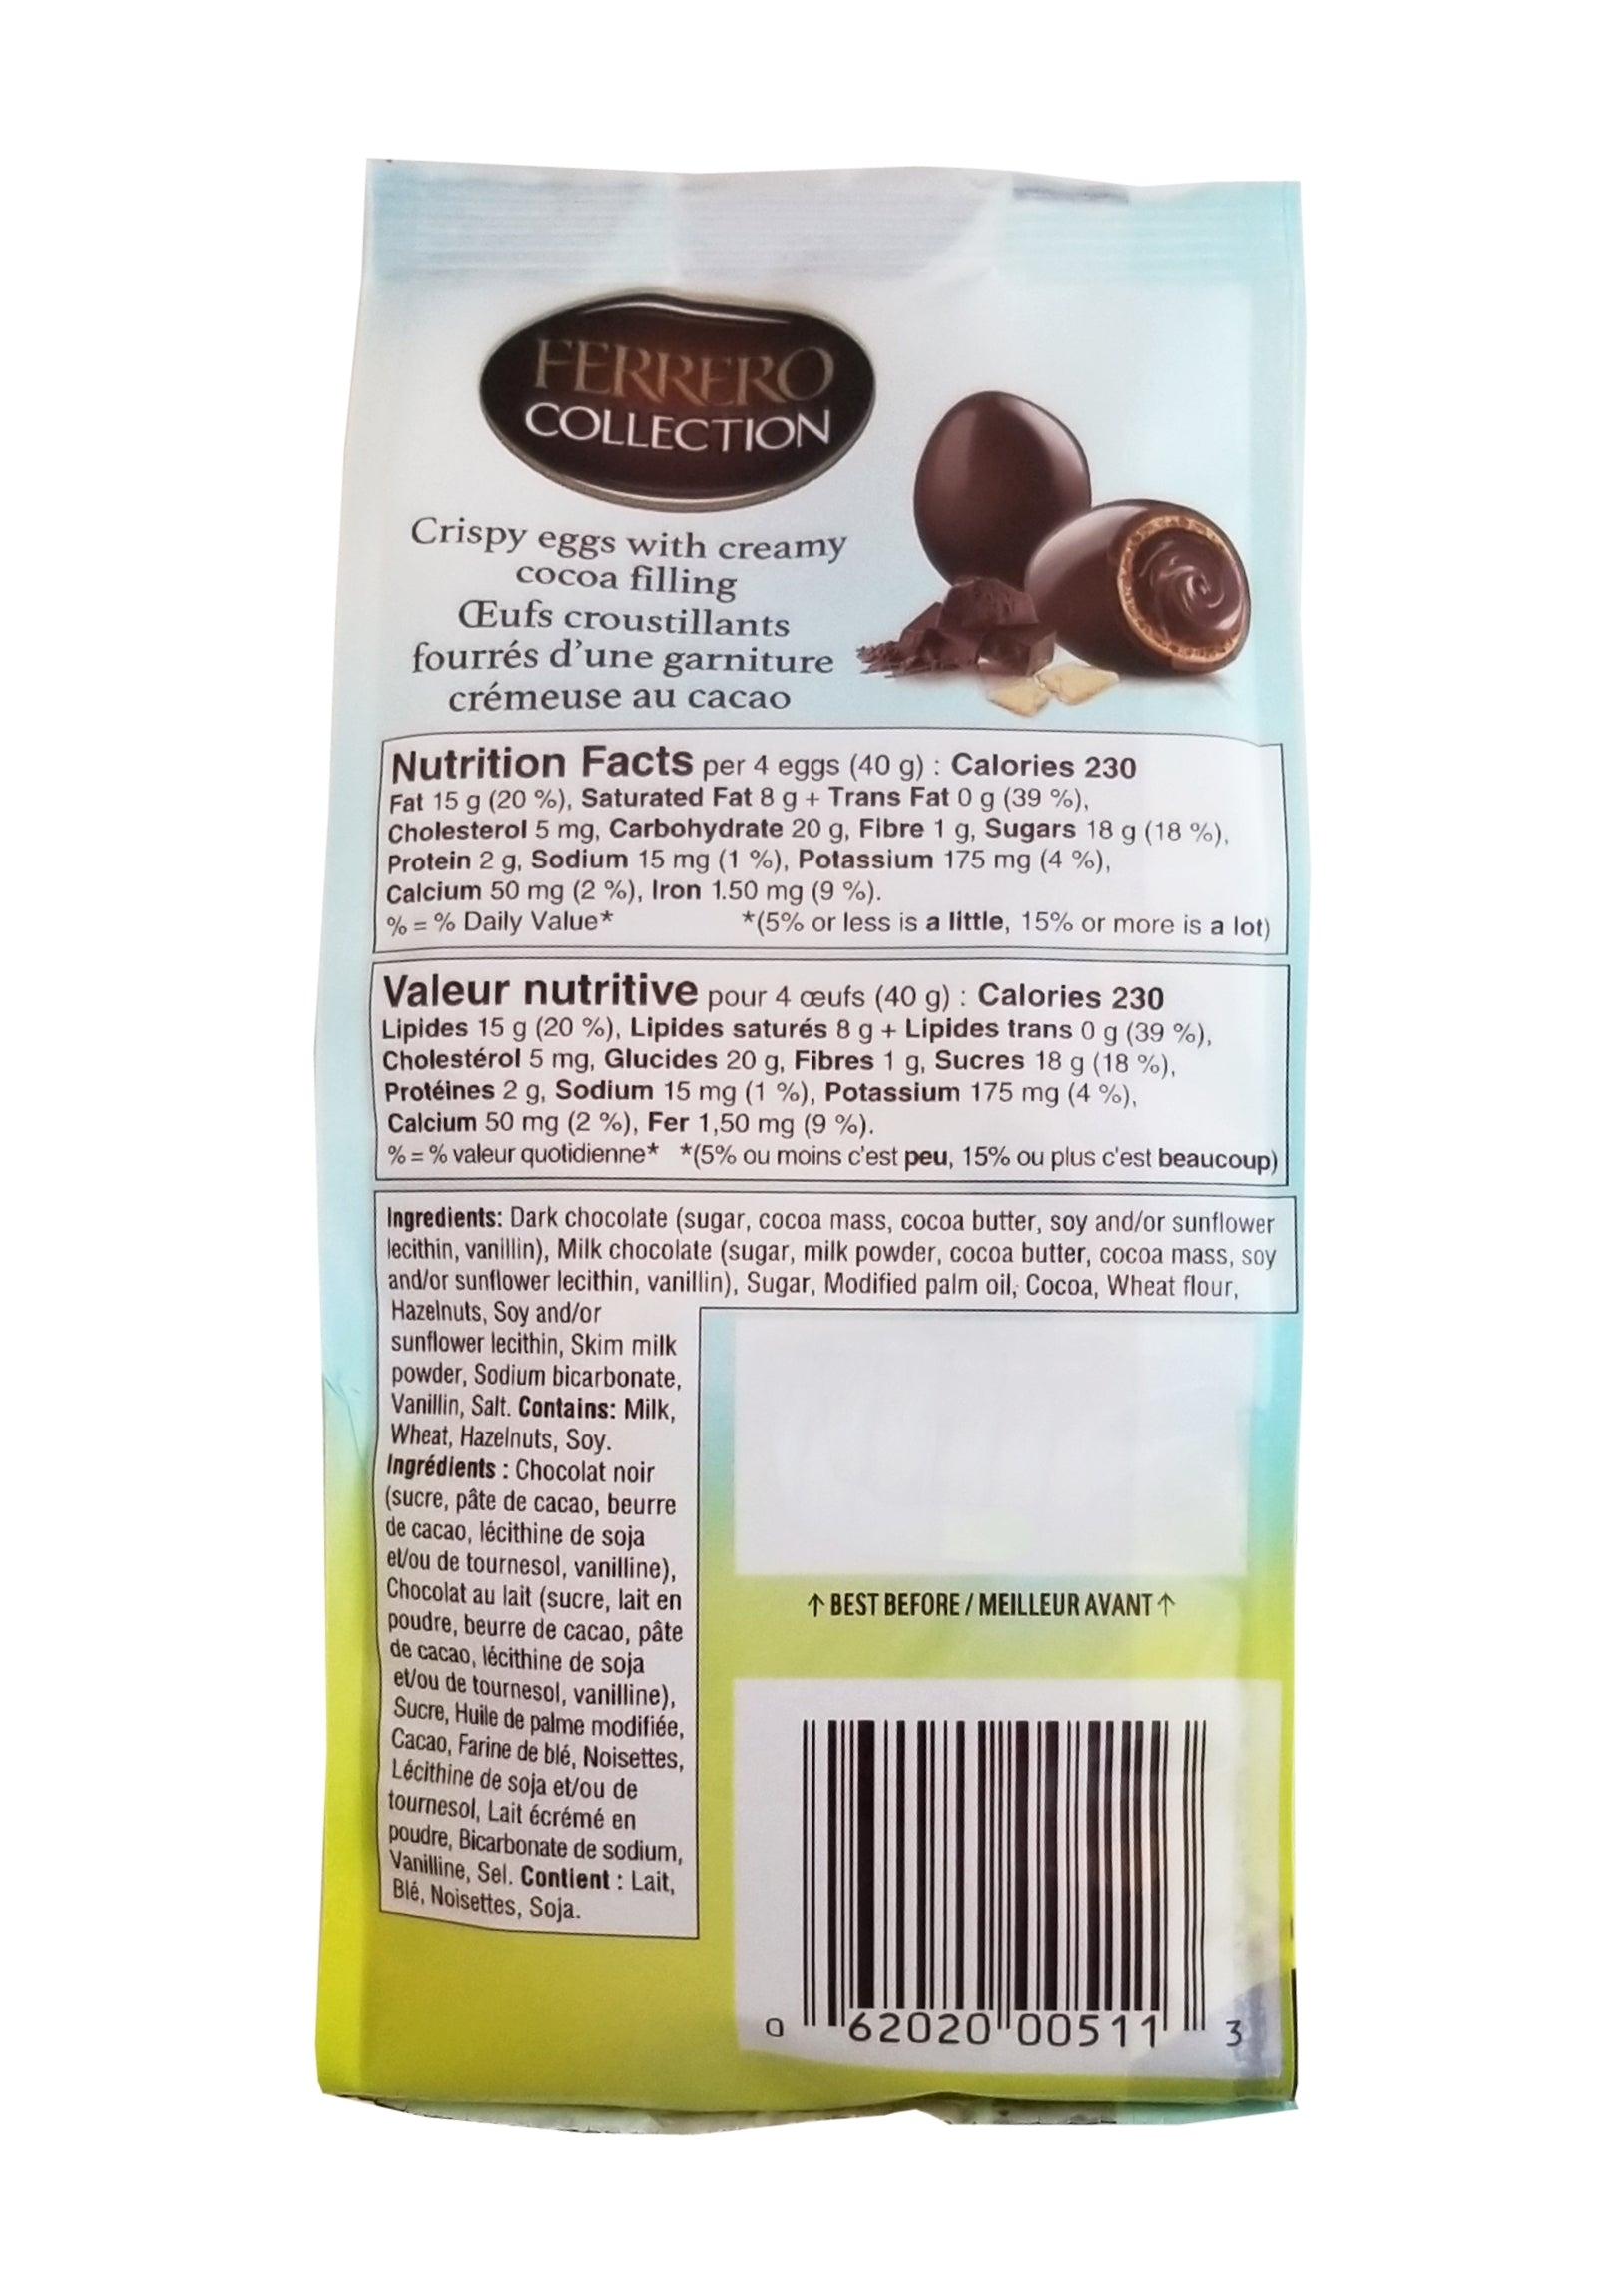 FERRERO
COLLECTION
Crispy eggs with creamy
cocoa filling
Œufs croustillants
fourrés d'une garniture
crémeuse au cacao
Nutrition Facts per 4 eggs (40 g) : Calories 230
Fat 15 g (20 %), Saturated Fat 8 g + Trans Fat 0 g (39 %),
Cholesterol 5 mg, Carbohydrate 20 g, Fibre 1 g, Sugars 18 g (18 %),
Protein 2 g, Sodium 15 mg (1 %), Potassium 175 mg (4 %),
Calcium 50 mg (2 %), Iron 1.50 mg (9 %).
% = % Daily Value* *(5% or less is a little, 15% or more is a lot)
Valeur nutritive pour 4 œufs (40 g) : Calories 230
Lipides 15 g (20 %), Lipides saturés 8 g + Lipides trans 0 g (39 %),
Cholestérol 5 mg, Glucides 20 g, Fibres 1 g, Sucres 18 g (18 %),
Protéines 2 g, Sodium 15 mg (1 %), Potassium 175 mg (4 %),
Calcium 50 mg (2 %), Fer 1,50 mg (9 %).
% = % valeur quotidienne* *(5% ou moins c'est peu, 15% ou plus c'est beaucoup)
Ingredients: Dark chocolate (sugar, cocoa mass, cocoa butter, soy and/or sunflower
lecithin, vanillin), Milk chocolate (sugar, milk powder, cocoa butter, cocoa mass, soy
and/or sunflower lecithin, vanillin), Sugar, Modified palm oil, Cocoa, Wheat flour,
Hazelnuts, Soy and/or
sunflower lecithin, Skim milk
powder, Sodium bicarbonate,
Vanillin, Salt. Contains: Milk,
Wheat, Hazelnuts, Soy.
Ingrédients : Chocolat noir
(sucre, pâte de cacao, beurre
de cacao, lécithine de soja
et/ou de tournesol, vanilline),
Chocolat au lait (sucre, lait en
poudre, beurre de cacao, pâte
de cacao, lécithine de soja
et/ou de tournesol, vanilline),
Sucre, Huile de palme modifiée,
Cacao, Farine de blé, Noisettes,
Lécithine de soja et/ou de
tournesol, Lait écrémé en
poudre, Bicarbonate de sodium,
Vanilline, Sel. Contient : Lait,
Blé, Noisettes, Soja.
↑ BEST BEFORE / MEILLEUR AVANT ↑
0 62020 00511 3